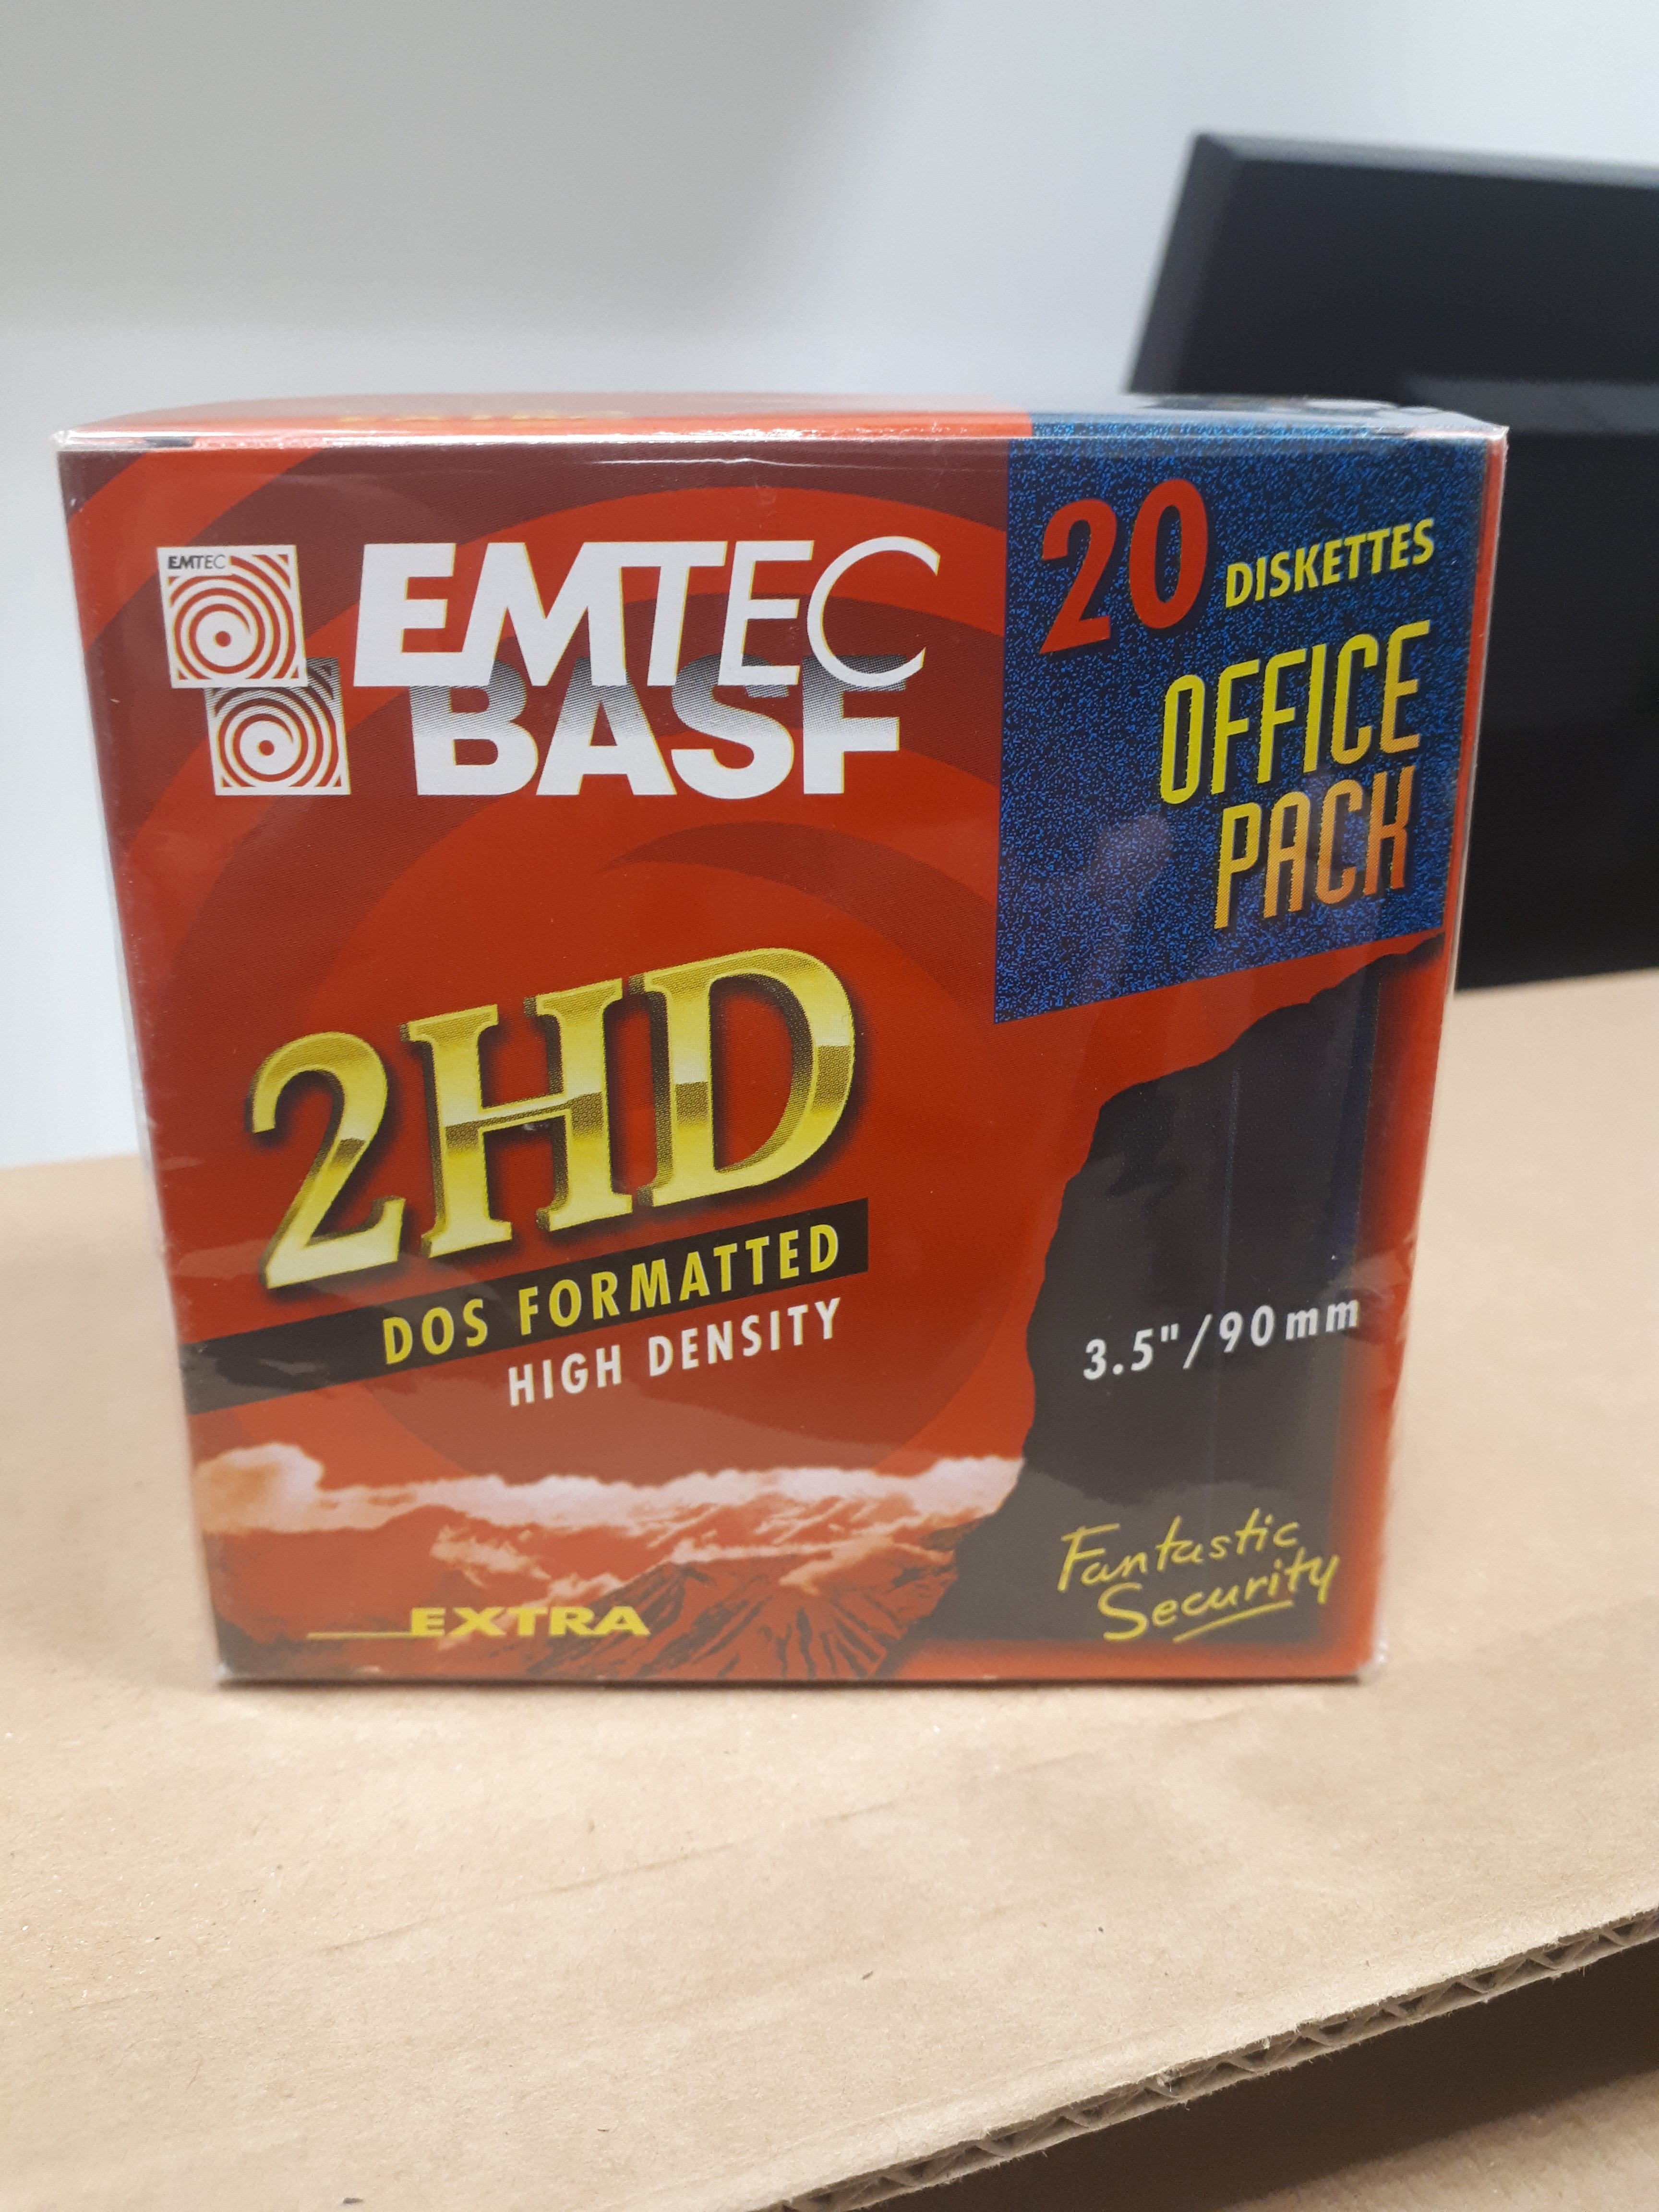 EMTEC
EMTEC
BASF
20 DISKETTES
OFFICE
PACK
2HD
DOS FORMATTED
HIGH DENSITY
3.5"/90mm
Fantastic
Security
EXTRA